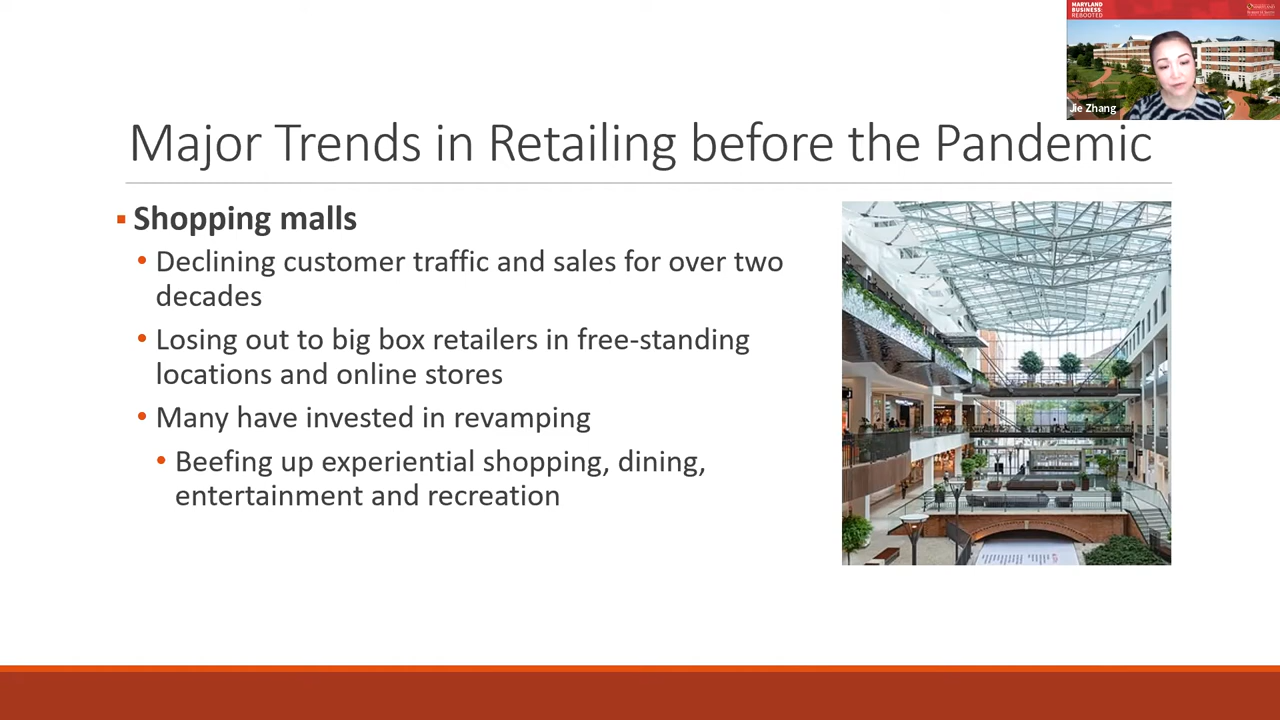 MARYLAND
BUSINESS:
REBOOTED
Jie Zhang
Major Trends in Retailing before the Pandemic
▪ Shopping malls
• Declining customer traffic and sales for over two
decades
• Losing out to big box retailers in free-standing
locations and online stores
• Many have invested in revamping
• Beefing up experiential shopping, dining,
entertainment and recreation